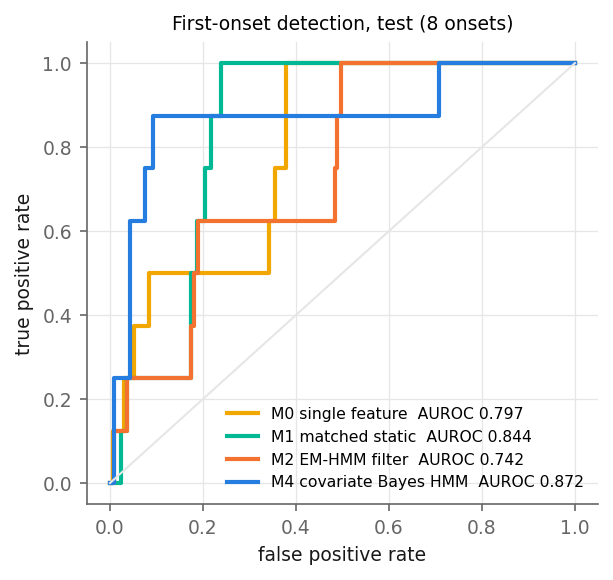 First-onset detection, test (8 onsets)
true positive rate
1.0
0.8
0.6
0.4
0.2
0.0
M0 single feature  AUROC 0.797
M1 matched static  AUROC 0.844
M2 EM-HMM filter  AUROC 0.742
M4 covariate Bayes HMM  AUROC 0.872
0.0 0.2 0.4 0.6 0.8 1.0
false positive rate